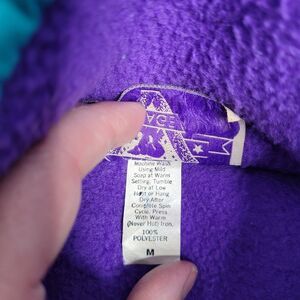 AGE
Machine Wash
Using Mild
Soap at Warm
Setting. Tumble
Dry at Low
Heat or Hang
Dry After
Complete Spin
Cycle. Press
With Warm
(Never Hot) Iron.
100%
POLYESTER
M